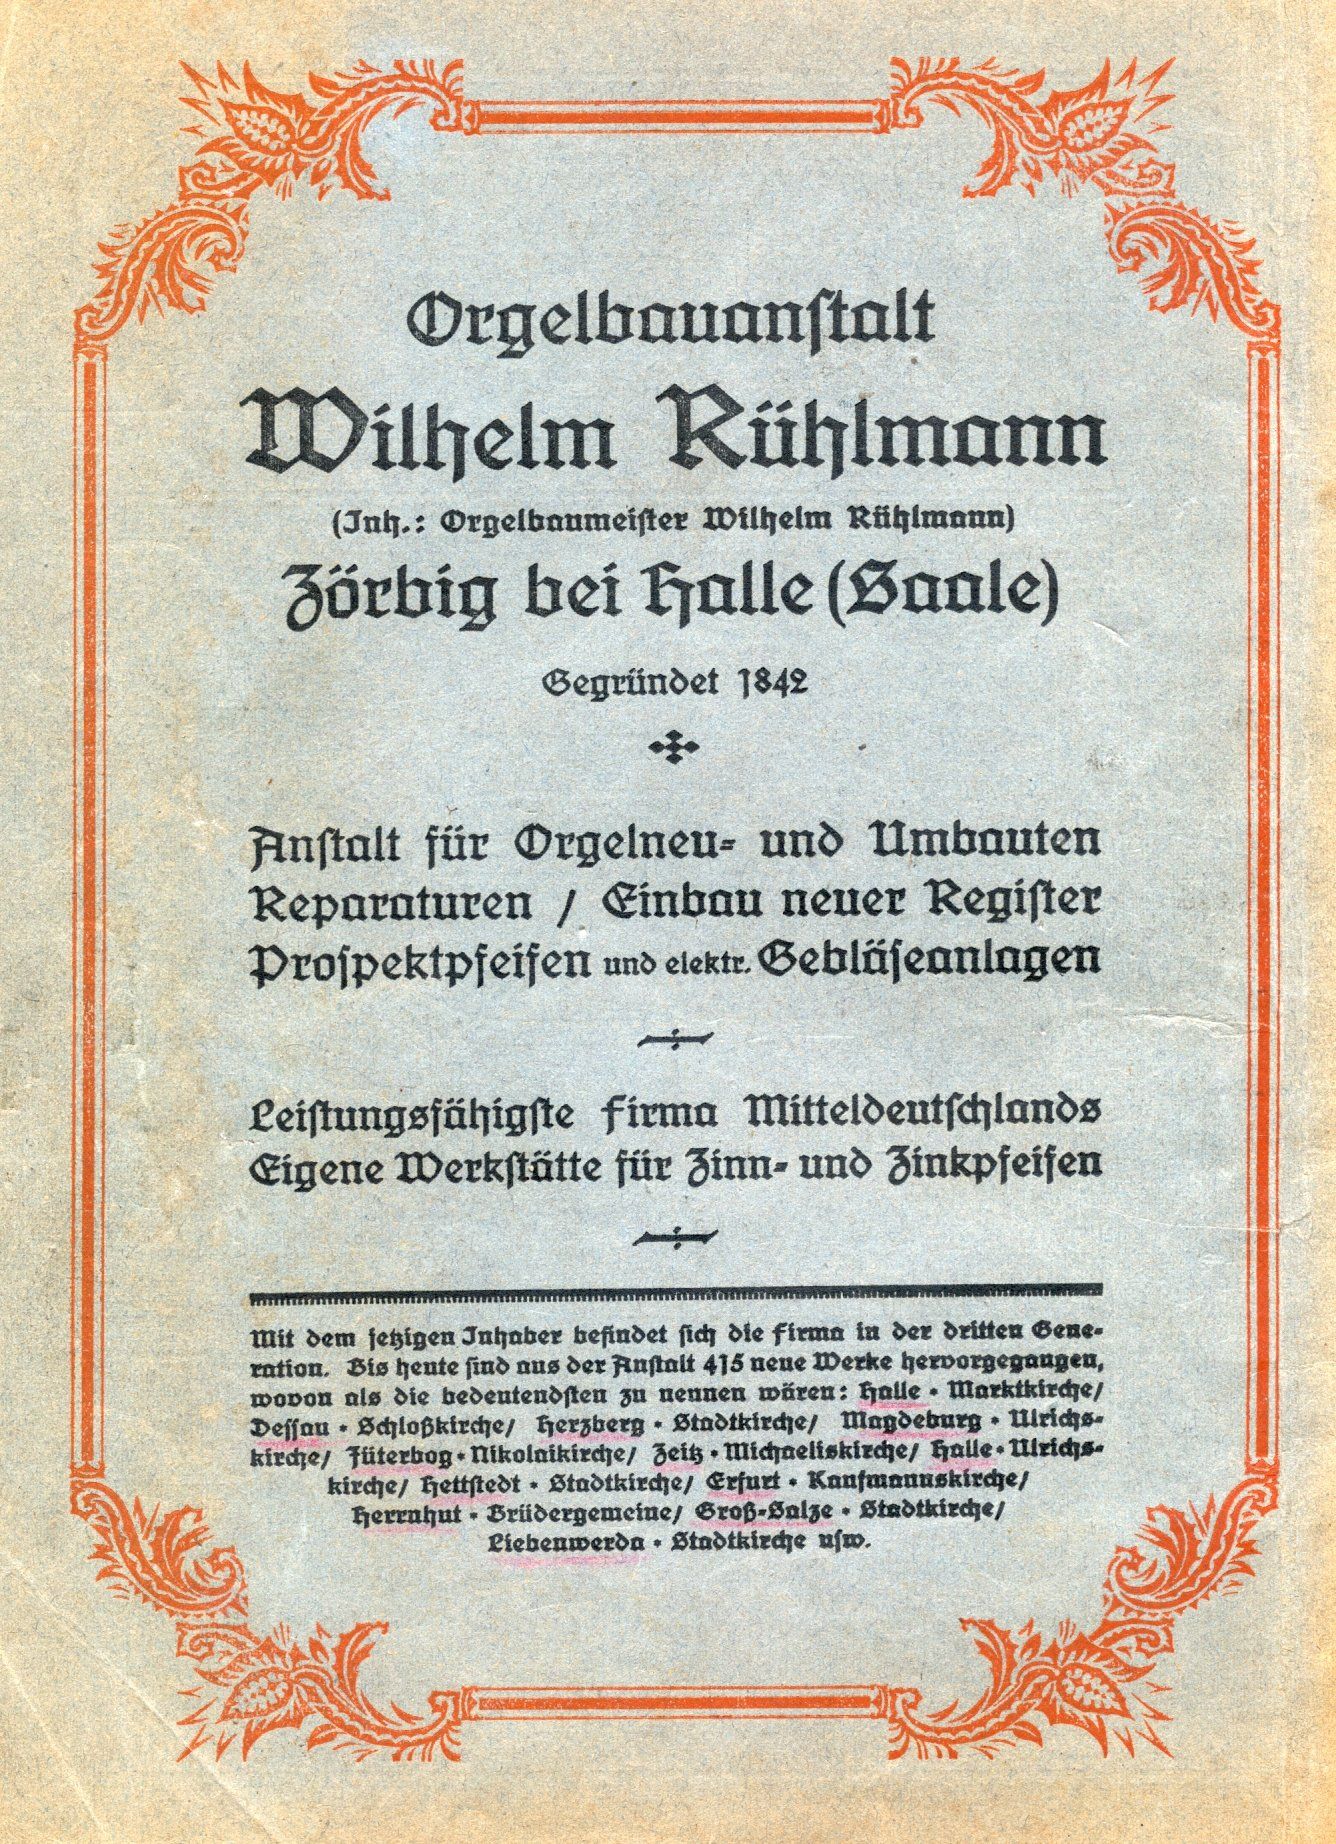 Orgelbauanstalt
Wilhelm Rühlmann
(Inh.: Orgelbaumeister Wilhelm Rühlmann)
Zörbig bei Halle (Saale)
Gegründet 1842
Anstalt für Orgelneu- und Umbauten
Reparaturen / Einbau neuer Register
Prospektpfeifen und elektr. Gebläseanlagen
Leistungsfähigste Firma Mitteldeutschlands
Eigene Werkstätte für Zinn- und Zinkpfeifen
Mit dem jetzigen Inhaber befindet sich die Firma in der dritten Gene-
ration. Bis heute sind aus der Anstalt 415 neue Werke hervorgegangen,
wovon als die bedeutendsten zu nennen wären: Halle · Marktkirche/
Dessau · Schloßkirche/ Herzberg · Stadtkirche/ Magdeburg · Ulrichs-
kirche/ Jüterbog · Nikolaikirche/ Zeitz · Michaeliskirche/ Halle · Ulrichs-
kirche/ Hettstedt · Stadtkirche/ Erfurt · Kaufmannskirche/
Herrnhut · Brüdergemeine/ Groß-Salze · Stadtkirche/
Liebenwerda · Stadtkirche usw.